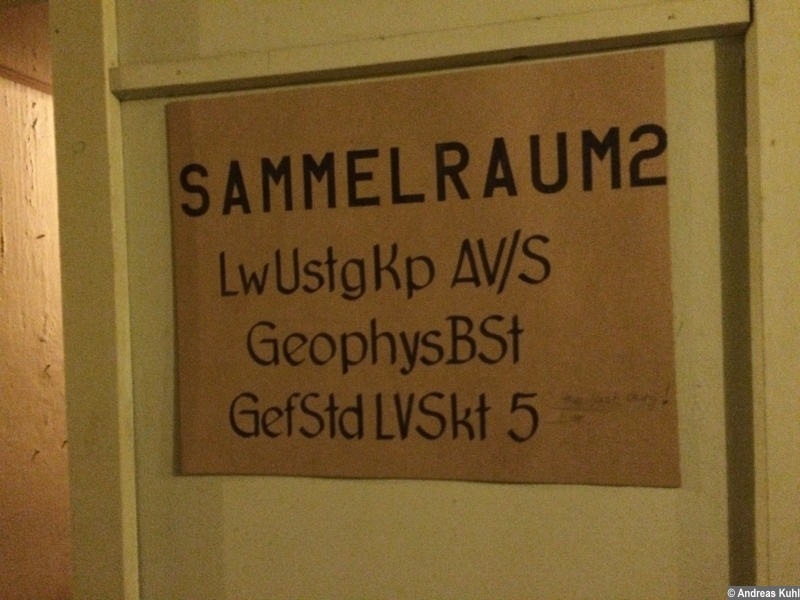 SAMMELRAUM2
LwUstgKp AV/S
GeophysBSt
GefStd LVSkt 5
© Andreas Kuhl